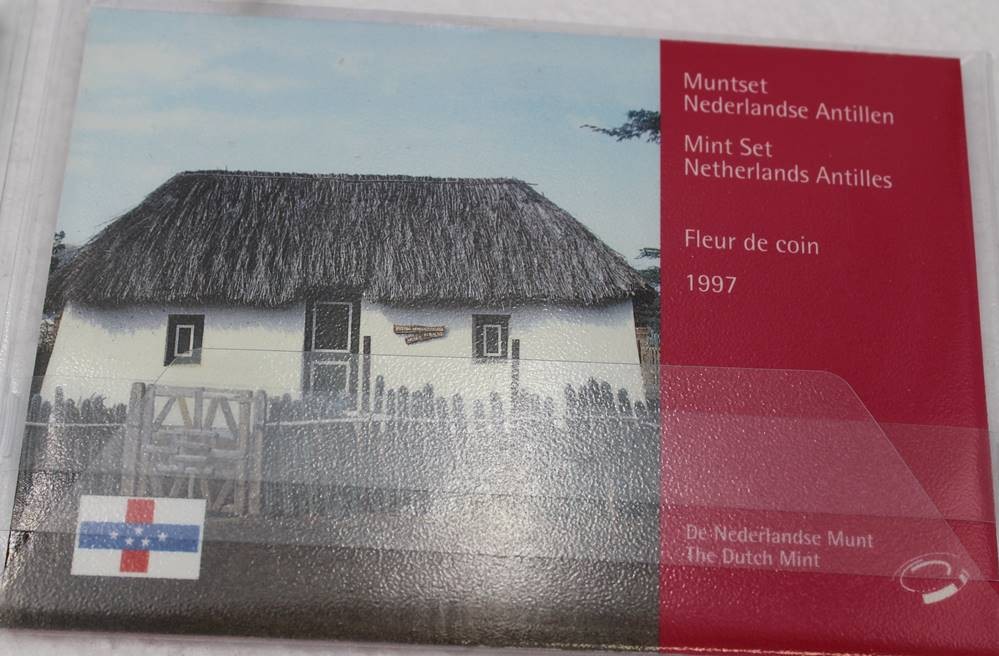 Muntset
Nederlandse Antillen
Mint Set
Netherlands Antilles
Fleur de coin
1997
De Nederlandse Munt
The Dutch Mint